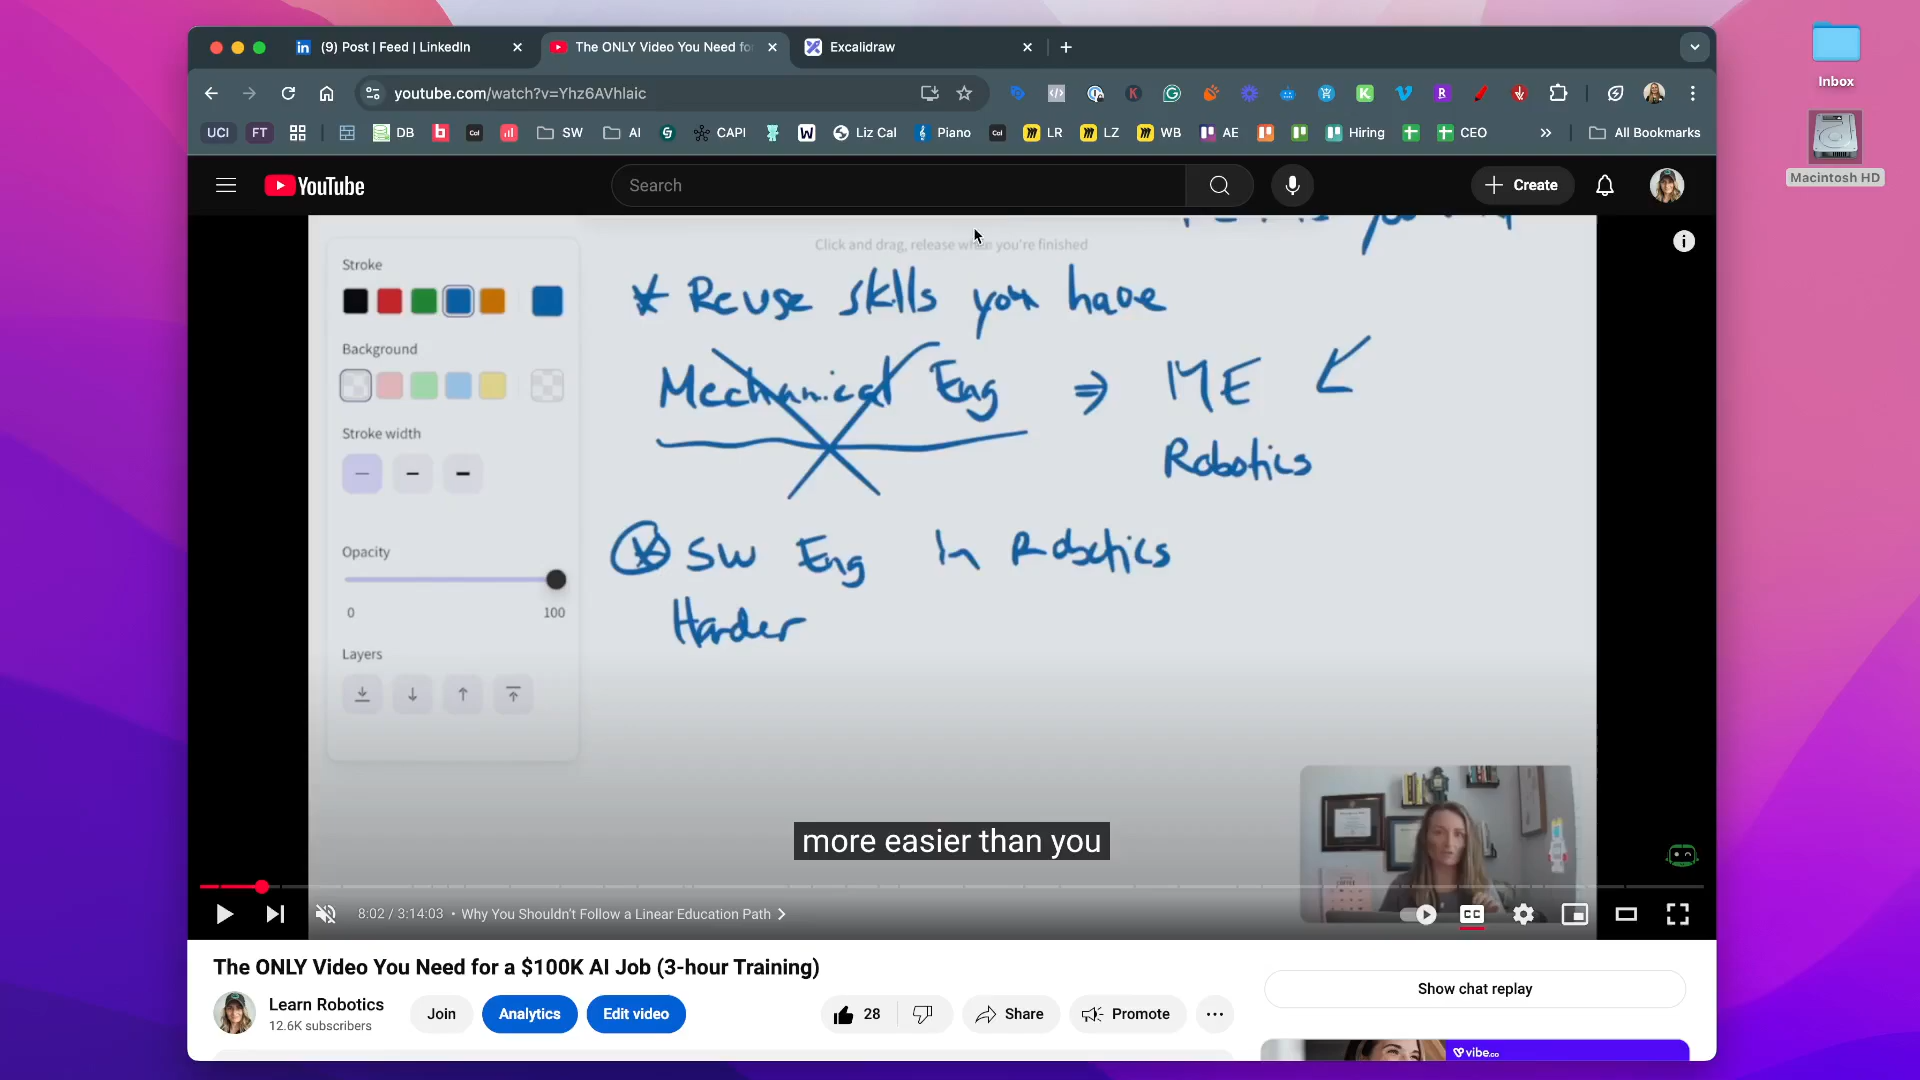 (9) Post | Feed | LinkedIn
The ONLY Video You Need fo
Excalidraw
youtube.com/watch?v=Yhz6AVhlaic
UCI FT DB Col SW AI CAPI W Liz Cal Piano Col LR LZ WB AE Hiring CEO » All Bookmarks
YouTube
Search
Create
Click and drag, release when you're finished
Stroke
Background
Stroke width
Opacity
0 100
Layers
* Reuse skills you have
Mechanical Eng ⇒ ME
Robotics
* SW Eng In Robotics
Harder
more easier than you
8:02 / 3:14:03 • Why You Shouldn't Follow a Linear Education Path
CC
The ONLY Video You Need for a $100K AI Job (3-hour Training)
Learn Robotics
12.6K subscribers
Join
Analytics
Edit video
28
Share
Promote
Show chat replay
vibe.co
Inbox
Macintosh HD